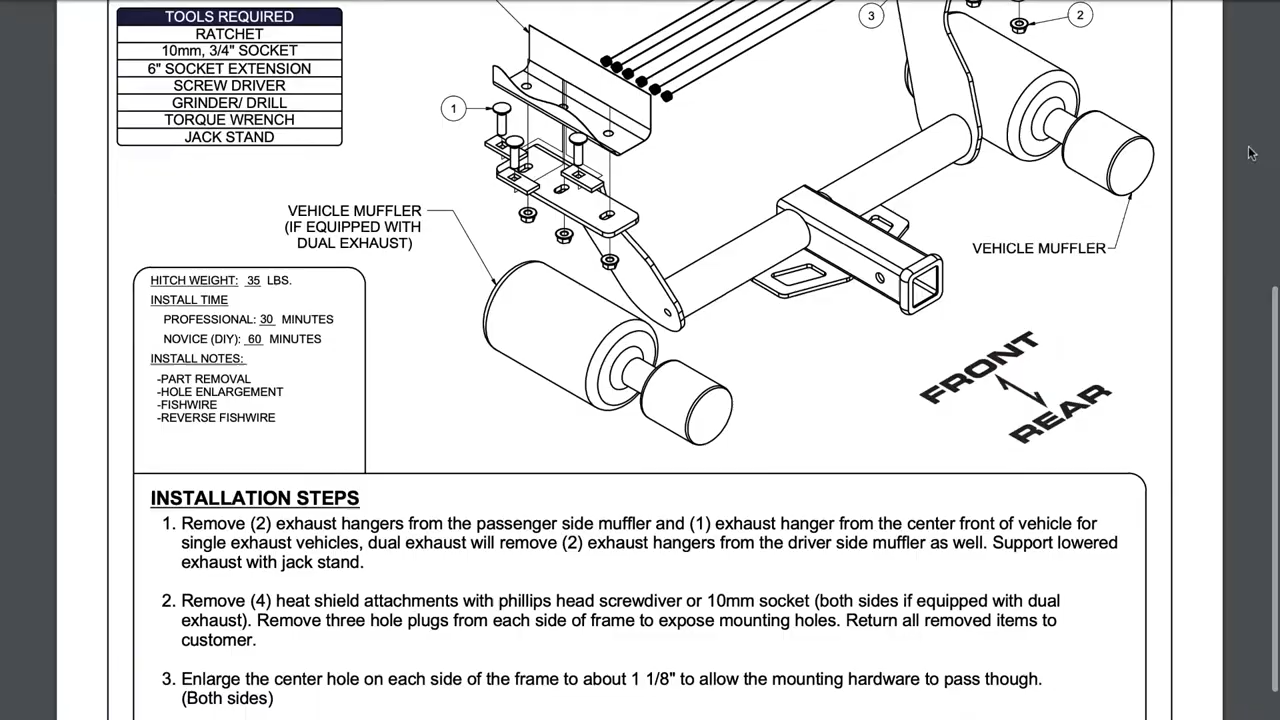 TOOLS REQUIRED
RATCHET
10mm, 3/4" SOCKET
6" SOCKET EXTENSION
SCREW DRIVER
GRINDER/ DRILL
TORQUE WRENCH
JACK STAND
3
2
1
VEHICLE MUFFLER
(IF EQUIPPED WITH
DUAL EXHAUST)
VEHICLE MUFFLER
HITCH WEIGHT: 35 LBS.
INSTALL TIME
PROFESSIONAL: 30 MINUTES
NOVICE (DIY): 60 MINUTES
INSTALL NOTES:
-PART REMOVAL
-HOLE ENLARGEMENT
-FISHWIRE
-REVERSE FISHWIRE
FRONT
REAR
INSTALLATION STEPS
1. Remove (2) exhaust hangers from the passenger side muffler and (1) exhaust hanger from the center front of vehicle for
single exhaust vehicles, dual exhaust will remove (2) exhaust hangers from the driver side muffler as well. Support lowered
exhaust with jack stand.
2. Remove (4) heat shield attachments with phillips head screwdiver or 10mm socket (both sides if equipped with dual
exhaust). Remove three hole plugs from each side of frame to expose mounting holes. Return all removed items to
customer.
3. Enlarge the center hole on each side of the frame to about 1 1/8" to allow the mounting hardware to pass though.
(Both sides)